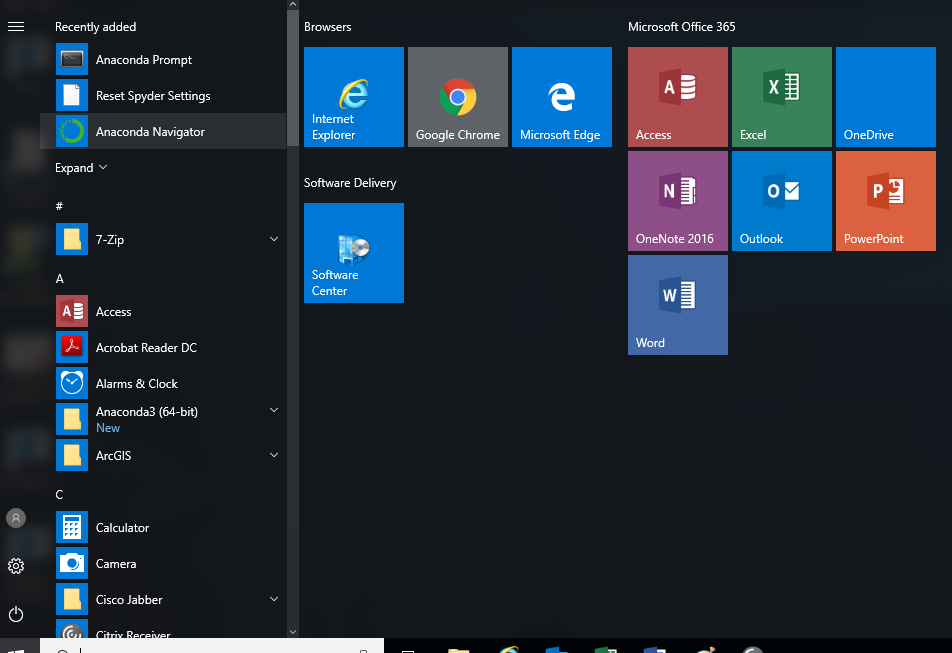 Recently added
Anaconda Prompt
Reset Spyder Settings
Anaconda Navigator
Expand
#
7-Zip
A
Access
Acrobat Reader DC
Alarms & Clock
Anaconda3 (64-bit)
New
ArcGIS
C
Calculator
Camera
Cisco Jabber
Citrix Receiver
Browsers
Internet
Explorer
Google Chrome
Microsoft Edge
Software Delivery
Software
Center
Microsoft Office 365
Access
Excel
OneDrive
OneNote 2016
Outlook
PowerPoint
Word